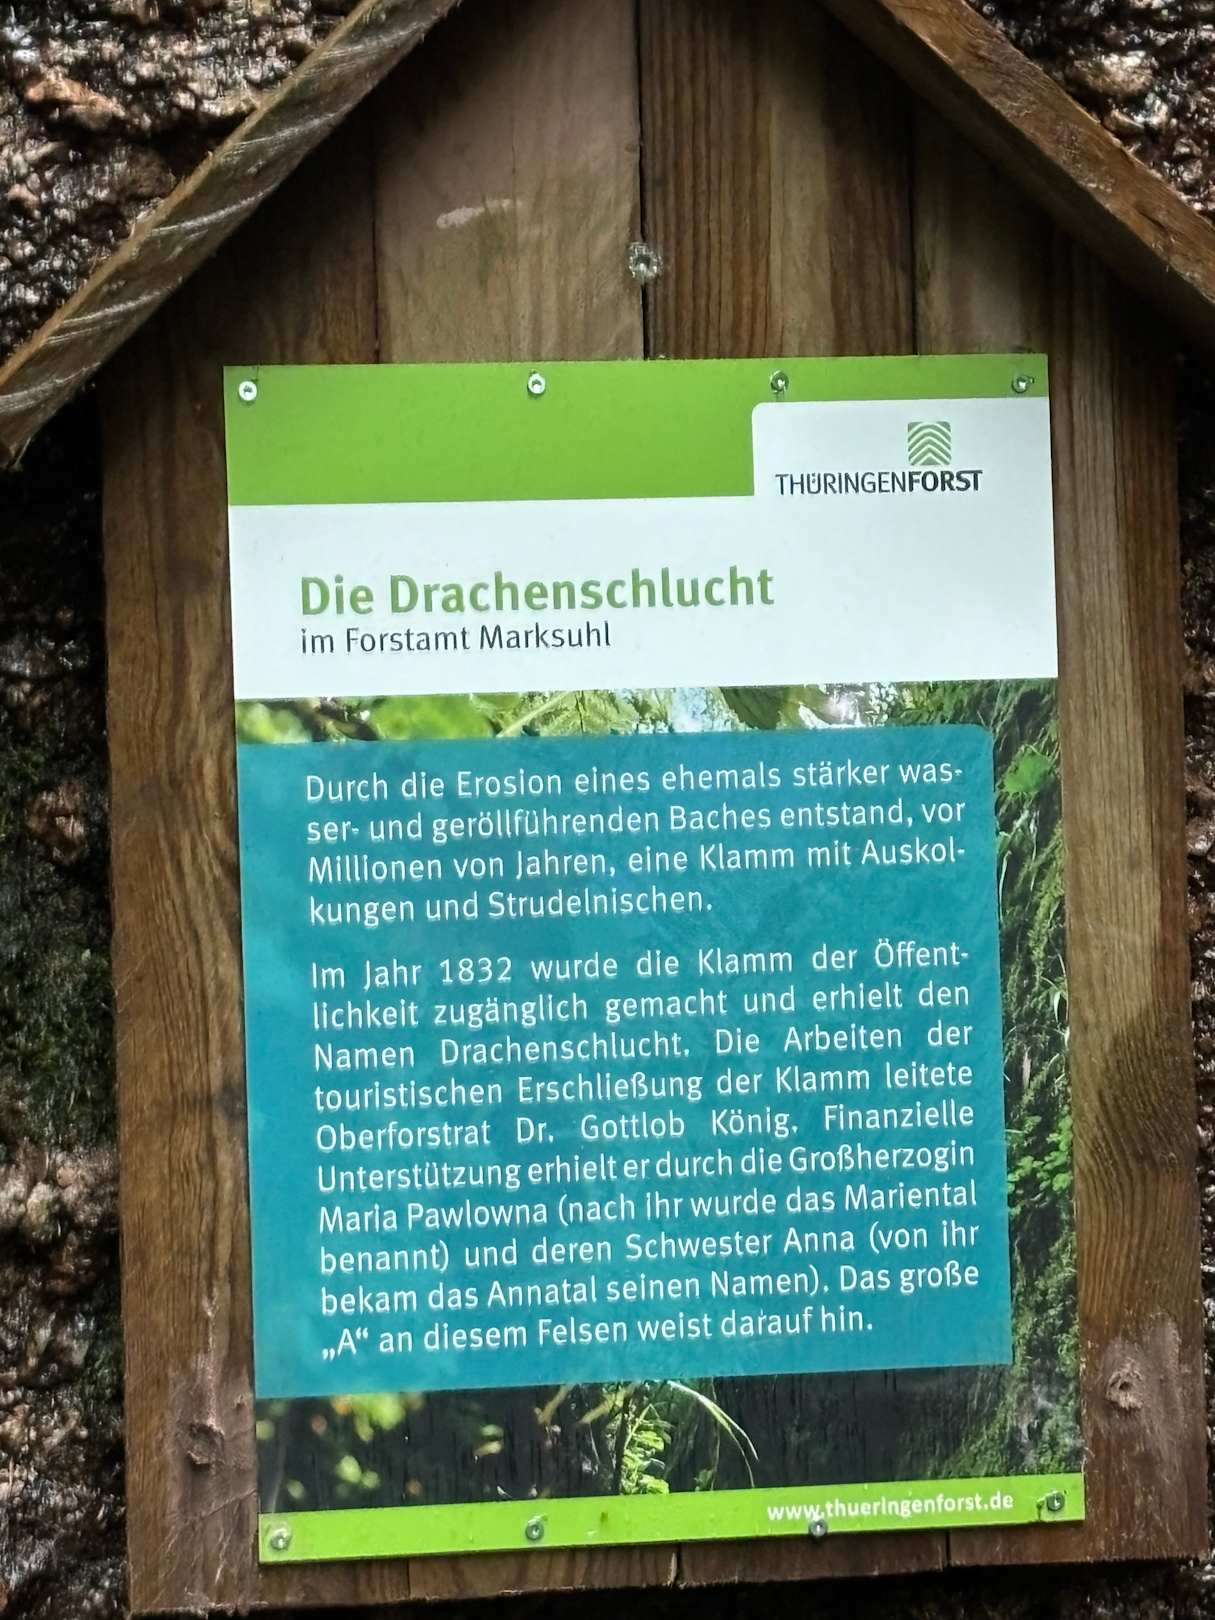 THÜRINGENFORST
Die Drachenschlucht
im Forstamt Marksuhl
Durch die Erosion eines ehemals stärker was-
ser- und geröllführenden Baches entstand, vor
Millionen von Jahren, eine Klamm mit Auskol-
kungen und Strudelnischen.
Im Jahr 1832 wurde die Klamm der Öffent-
lichkeit zugänglich gemacht und erhielt den
Namen Drachenschlucht. Die Arbeiten der
touristischen Erschließung der Klamm leitete
Oberforstrat Dr. Gottlob König. Finanzielle
Unterstützung erhielt er durch die Großherzogin
Maria Pawlowna (nach ihr wurde das Mariental
benannt) und deren Schwester Anna (von ihr
bekam das Annatal seinen Namen). Das große
„A“ an diesem Felsen weist darauf hin.
www.thueringenforst.de